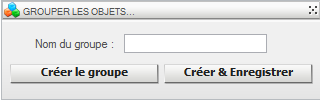 GROUPER LES OBJETS...
Nom du groupe :
Créer le groupe Créer & Enregistrer